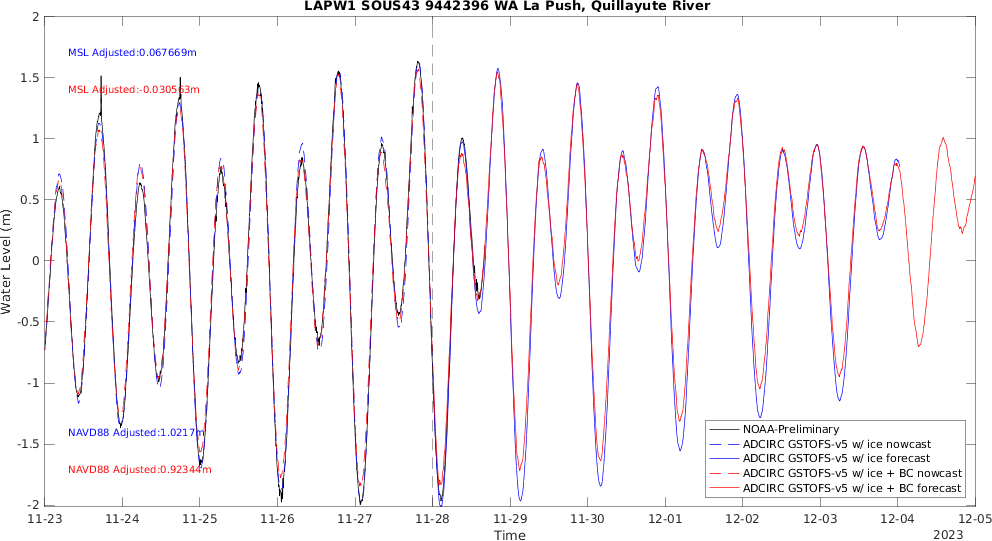 LAPW1 SOUS43 9442396 WA La Push, Quillayute River
2
1.5
1
0.5
0
-0.5
-1
-1.5
-2
Water Level (m)
MSL Adjusted:0.067669m
MSL Adjusted:-0.030563m
NAVD88 Adjusted:1.0217m
NAVD88 Adjusted:0.92344m
NOAA-Preliminary
ADCIRC GSTOFS-v5 w/ ice nowcast
ADCIRC GSTOFS-v5 w/ ice forecast
ADCIRC GSTOFS-v5 w/ ice + BC nowcast
ADCIRC GSTOFS-v5 w/ ice + BC forecast
11-23 11-24 11-25 11-26 11-27 11-28 11-29 11-30 12-01 12-02 12-03 12-04 12-05
Time
2023